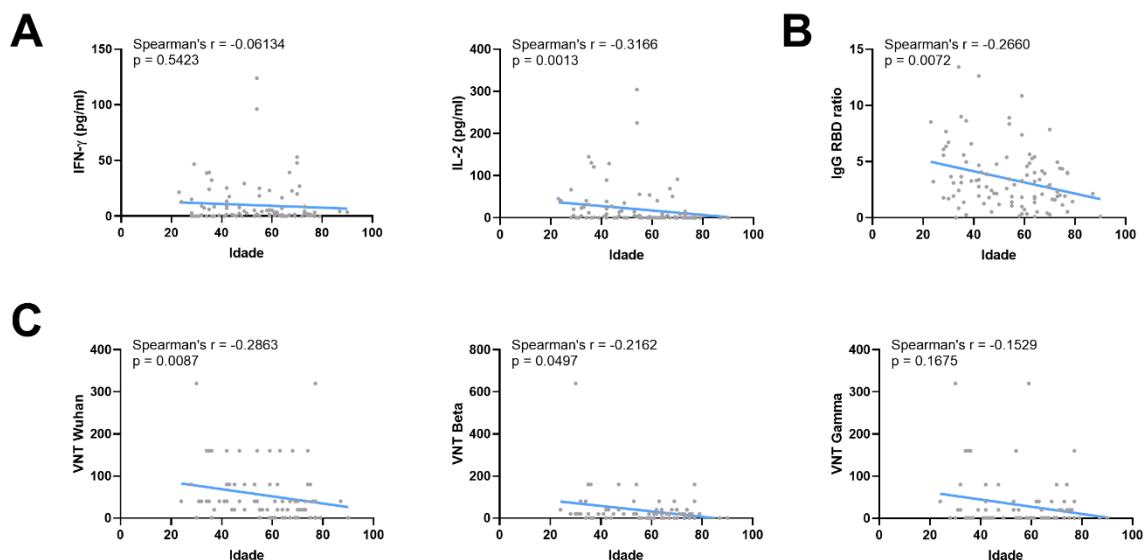 A
Spearman's r = -0.06134
p = 0.5423
IFN-γ (pg/ml)
150
100
50
0
0 20 40 60 80 100
Idade
Spearman's r = -0.3166
p = 0.0013
IL-2 (pg/ml)
400
300
200
100
0
0 20 40 60 80 100
Idade
B
Spearman's r = -0.2660
p = 0.0072
IgG RBD ratio
15
10
5
0
0 20 40 60 80 100
Idade
C
Spearman's r = -0.2863
p = 0.0087
VNT Wuhan
400
300
200
100
0
0 20 40 60 80 100
Idade
Spearman's r = -0.2162
p = 0.0497
VNT Beta
800
600
400
200
0
0 20 40 60 80 100
Idade
Spearman's r = -0.1529
p = 0.1675
VNT Gamma
400
300
200
100
0
0 20 40 60 80 100
Idade